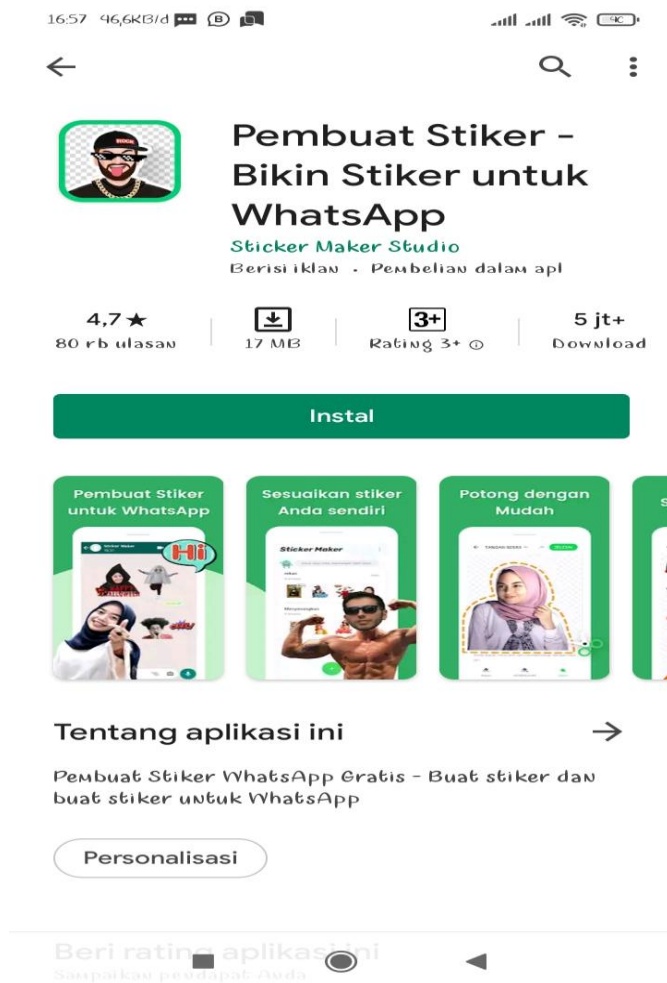 16:57 46,6KB/d
Pembuat Stiker -
Bikin Stiker untuk
WhatsApp
Sticker Maker Studio
Berisi iklan · Pembelian dalam apl
4,7★
80 rb ulasan
17 MB
3+
Rating 3+
5 jt+
Download
Instal
Pembuat Stiker
untuk WhatsApp
Hi
Sesuaikan stiker
Anda sendiri
Sticker Maker
Potong dengan
Mudah
Tentang aplikasi ini
Pembuat Stiker WhatsApp Gratis - Buat stiker dan
buat stiker untuk WhatsApp
Personalisasi
Beri rating aplikasi ini
Sampaikan pendapat Anda